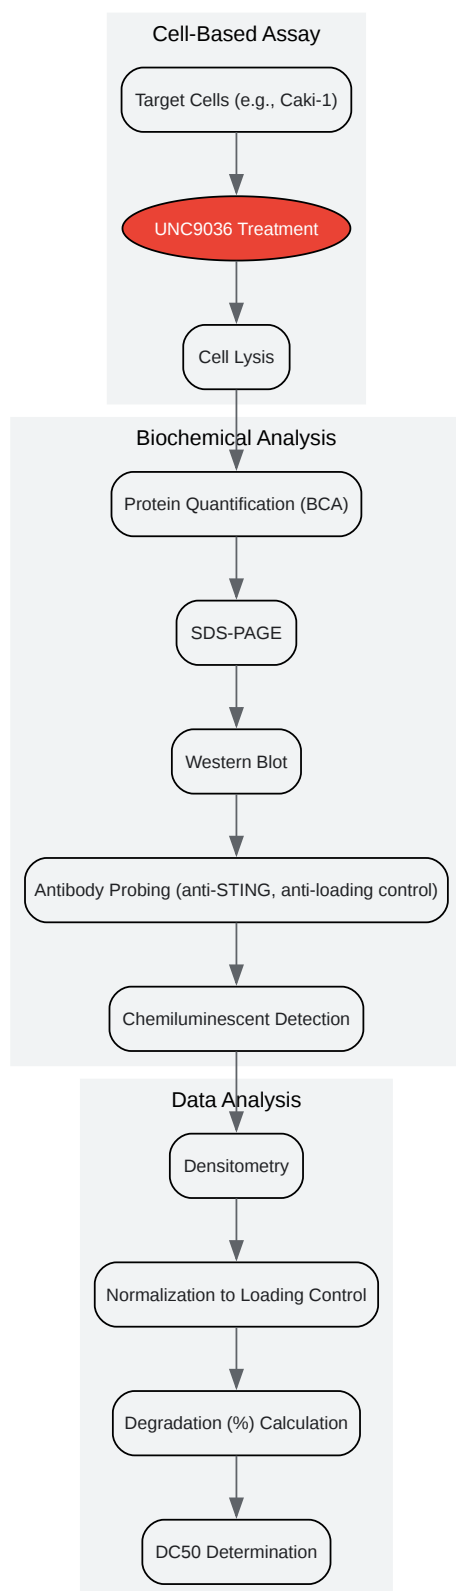 Cell-Based Assay
Target Cells (e.g., Caki-1)
UNC9036 Treatment
Cell Lysis
Biochemical Analysis
Protein Quantification (BCA)
SDS-PAGE
Western Blot
Antibody Probing (anti-STING, anti-loading control)
Chemiluminescent Detection
Data Analysis
Densitometry
Normalization to Loading Control
Degradation (%) Calculation
DC50 Determination